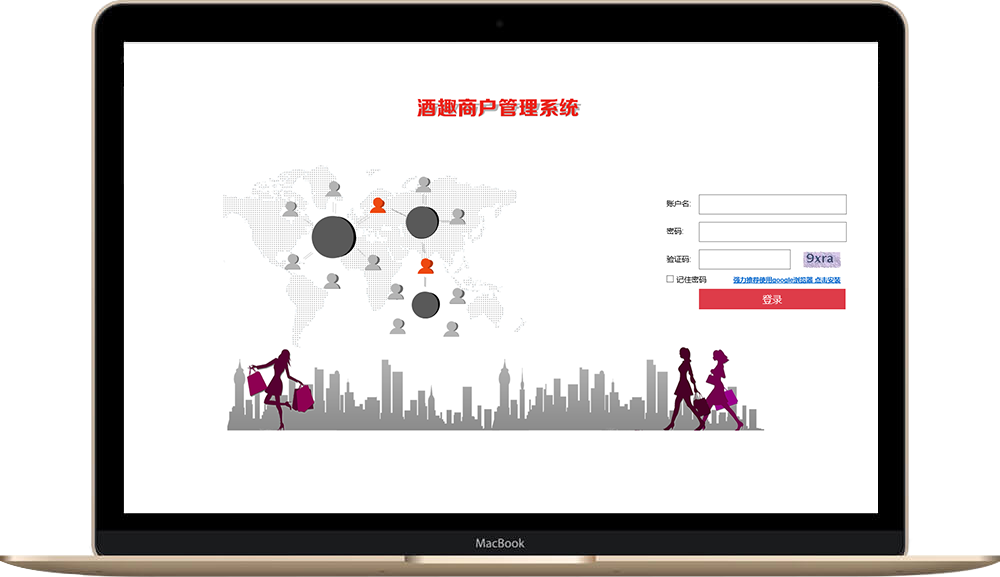 酒趣商户管理系统
账户名:
密码:
验证码:
9xra
记住密码
强力推荐使用google浏览器 点击安装
登录
MacBook